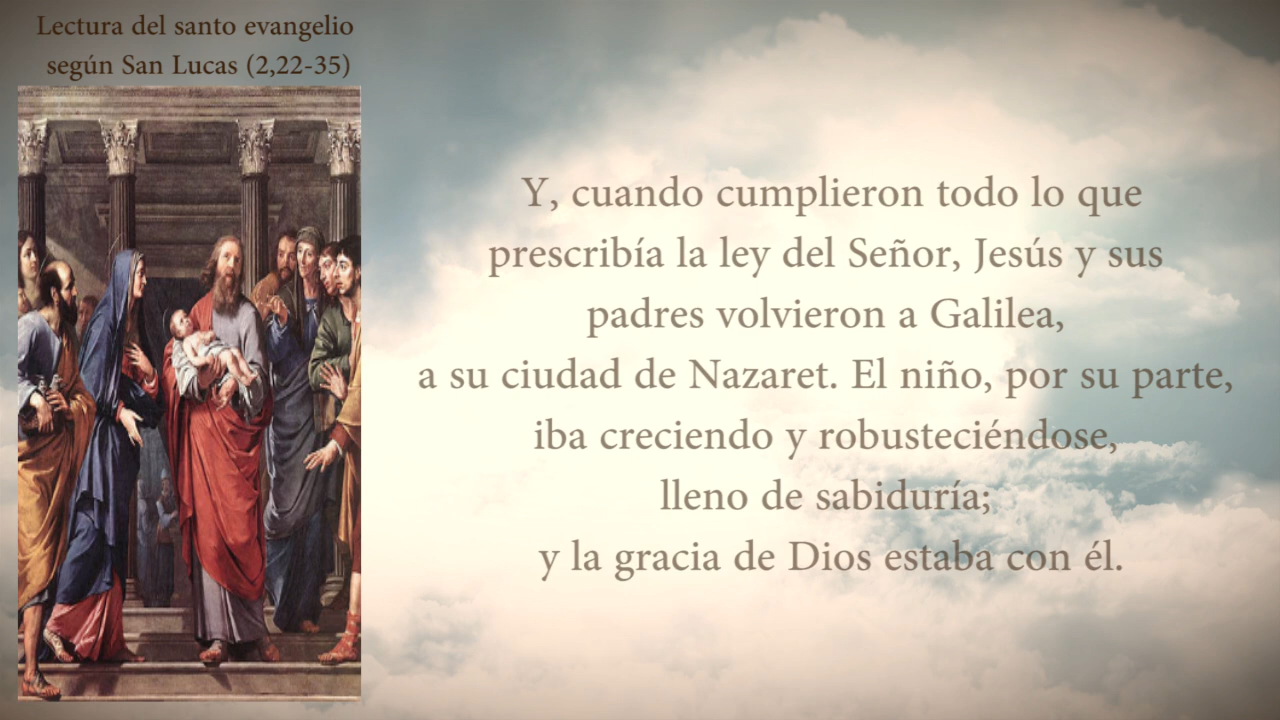 Lectura del santo evangelio
según San Lucas (2,22-35)
Y, cuando cumplieron todo lo que
prescribía la ley del Señor, Jesús y sus
padres volvieron a Galilea,
a su ciudad de Nazaret. El niño, por su parte,
iba creciendo y robusteciéndose,
lleno de sabiduría;
y la gracia de Dios estaba con él.